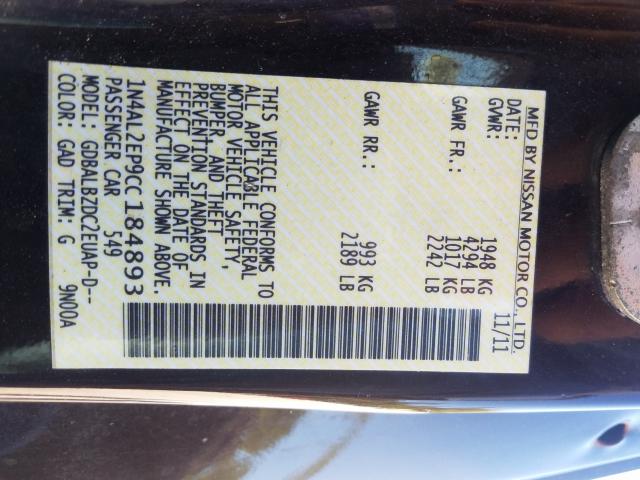 MFD BY NISSAN MOTOR CO., LTD.
DATE: 11/11
GVWR: 1948 KG
4294 LB
GAWR FR.: 1017 KG
2242 LB
GAWR RR.: 993 KG
2189 LB
THIS VEHICLE CONFORMS TO
ALL APPLICABLE FEDERAL
MOTOR VEHICLE SAFETY,
BUMPER, AND THEFT
PREVENTION STANDARDS IN
EFFECT ON THE DATE OF
MANUFACTURE SHOWN ABOVE.
1N4AL2EP9CC 184893
PASSENGER CAR 549
MODEL: GDBALBZDC2EUAP-D--
COLOR: GAD TRIM: G 9N00A